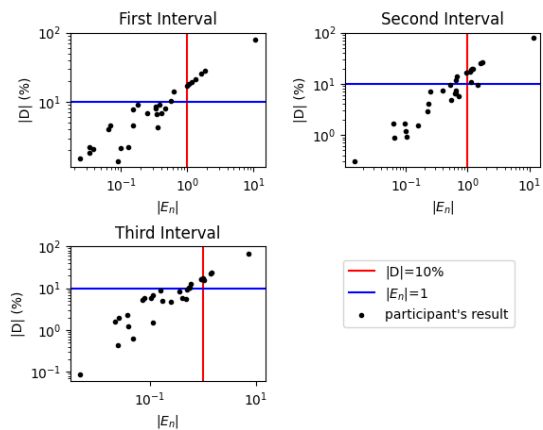 First Interval
|D| (%)
10²
10¹
10⁻¹
10⁰
10¹
|Eₙ|
Second Interval
|D| (%)
10²
10¹
10⁰
10⁻¹
10⁰
10¹
|Eₙ|
Third Interval
|D| (%)
10²
10¹
10⁰
10⁻¹
10⁻¹
10¹
|Eₙ|
|D|=10%
|Eₙ|=1
participant's result